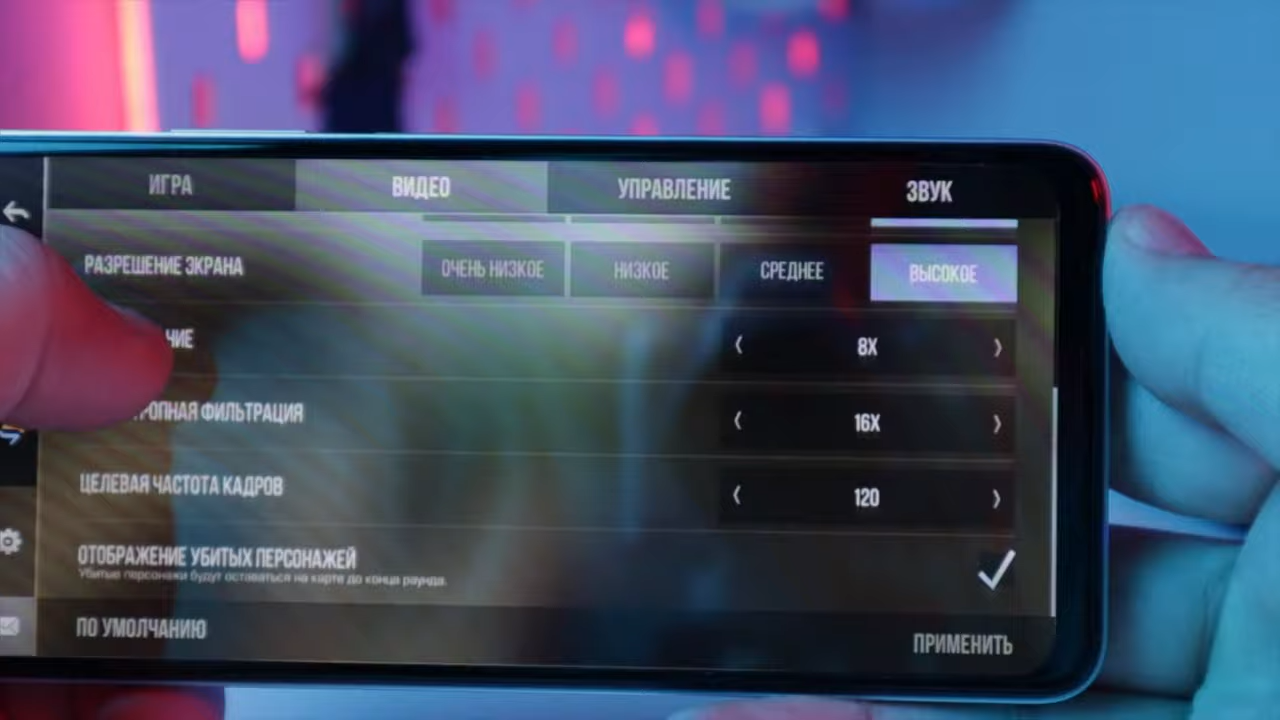 ИГРА
ВИДЕО
УПРАВЛЕНИЕ
ЗВУК
РАЗРЕШЕНИЕ ЭКРАНА
ОЧЕНЬ НИЗКОЕ
НИЗКОЕ
СРЕДНЕЕ
ВЫСОКОЕ
8X
ФИЛЬТРАЦИЯ
16X
ЦЕЛЕВАЯ ЧАСТОТА КАДРОВ
120
ОТОБРАЖЕНИЕ УБИТЫХ ПЕРСОНАЖЕЙ
Убитые персонажи будут оставаться на карте до конца раунда.
ПО УМОЛЧАНИЮ
ПРИМЕНИТЬ